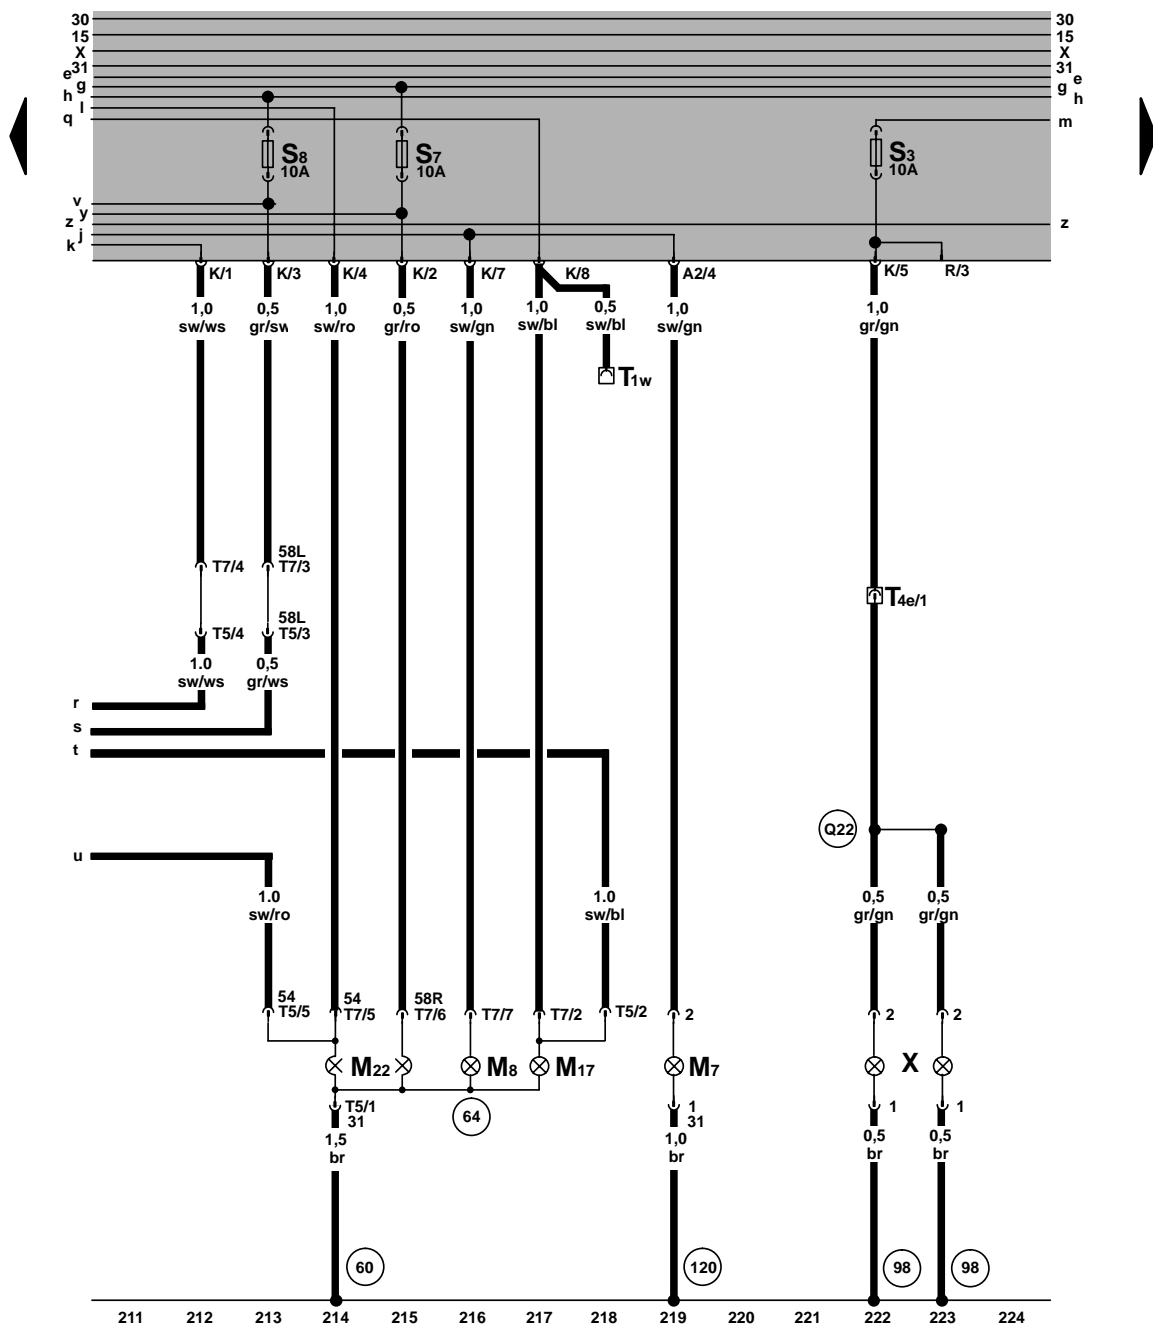 30 30
15 15
X X
31 31
e e
g g
h h
l
q m
S8 S7 S3
10A 10A 10A
v
y
z z
j
k
K/1 K/3 K/4 K/2 K/7 K/8 A2/4 K/5 R/3
1,0 0,5 1,0 0,5 1,0 1,0 0,5 1,0 1,0
sw/ws gr/sw sw/ro gr/ro sw/gn sw/bl sw/bl sw/gn gr/gn
T1w
58L
T7/4 T7/3
T4e/1
58L
T5/4 T5/3
1.0 0,5
sw/ws gr/ws
r
s
t
Q22
u
1.0 1.0 0,5 0,5
sw/ro sw/bl gr/gn gr/gn
54 54 58R
T5/5 T7/5 T7/6 T7/7 T7/2 T5/2 2 2 2
M22 M8 M17 M7 X
T5/1 64 1 1 1
31 31
1,5 1,0 0,5 0,5
br br br br
60 120 98 98
211 212 213 214 215 216 217 218 219 220 221 222 223 224